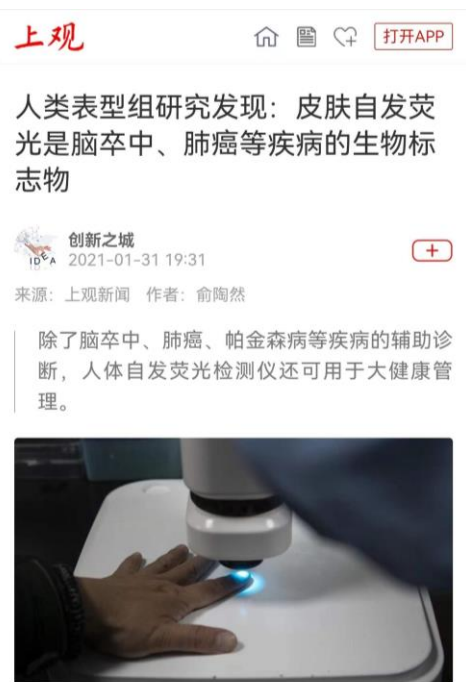 上观
打开APP
人类表型组研究发现：皮肤自发荧
光是脑卒中、肺癌等疾病的生物标
志物
创新之城
IDEA
2021-01-31 19:31
来源：上观新闻 作者：俞陶然
除了脑卒中、肺癌、帕金森病等疾病的辅助诊
断，人体自发荧光检测仪还可用于大健康管
理。